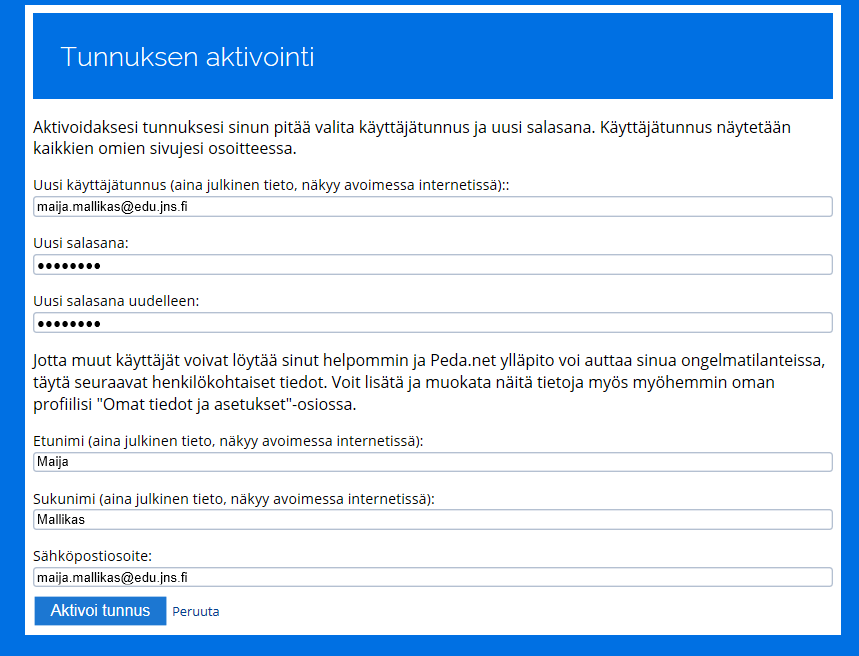 Tunnuksen aktivointi
Aktivoidaksesi tunnuksesi sinun pitää valita käyttäjätunnus ja uusi salasana. Käyttäjätunnus näytetään
kaikkien omien sivujesi osoitteessa.
Uusi käyttäjätunnus (aina julkinen tieto, näkyy avoimessa internetissä)::
maija.mallikas@edu.jns.fi
Uusi salasana:
●●●●●●●●
Uusi salasana uudelleen:
●●●●●●●●
Jotta muut käyttäjät voivat löytää sinut helpommin ja Peda.net ylläpito voi auttaa sinua ongelmatilanteissa,
täytä seuraavat henkilökohtaiset tiedot. Voit lisätä ja muokata näitä tietoja myös myöhemmin oman
profiilisi "Omat tiedot ja asetukset"-osiossa.
Etunimi (aina julkinen tieto, näkyy avoimessa internetissä):
Maija
Sukunimi (aina julkinen tieto, näkyy avoimessa internetissä):
Mallikas
Sähköpostiosoite:
maija.mallikas@edu.jns.fi
Aktivoi tunnus Peruuta